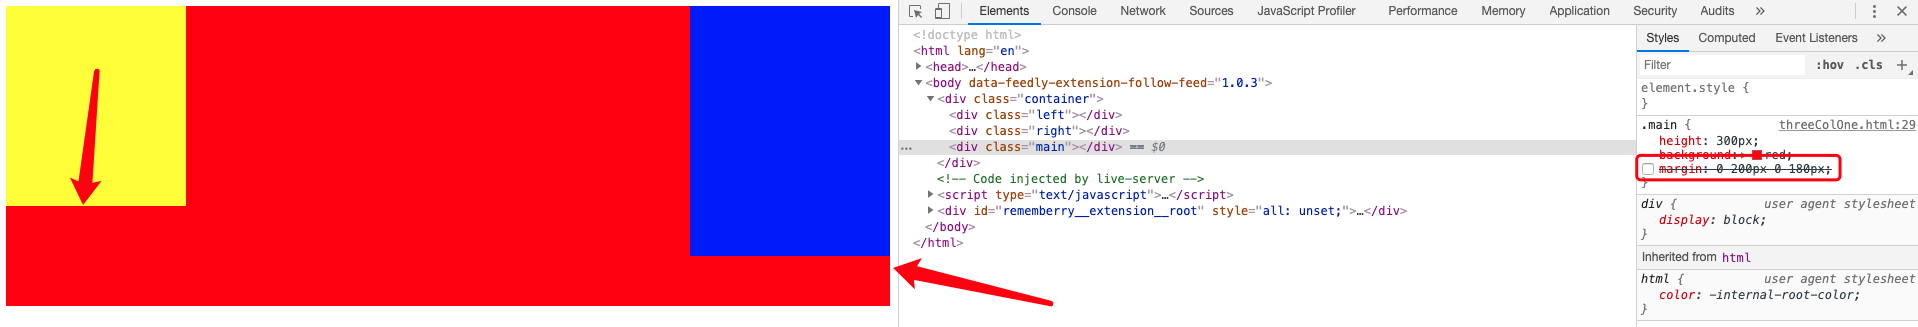 Elements Console Network Sources JavaScript Profiler Performance Memory Application Security Audits »
<!doctype html>
<html lang="en">
<head>…</head>
<body data-feedly-extension-follow-feed="1.0.3">
<div class="container">
<div class="left"></div>
<div class="right"></div>
… <div class="main"></div> == $0
</div>
<!-- Code injected by live-server -->
<script type="text/javascript">…</script>
<div id="rememberry__extension__root" style="all: unset;">…</div>
</body>
</html>
Styles Computed Event Listeners »
Filter :hov .cls +
element.style {
}
.main { threeColOne.html:29
height: 300px;
background: red;
margin: 0 200px 0 180px;
}
div { user agent stylesheet
display: block;
}
Inherited from html
html { user agent stylesheet
color: -internal-root-color;
}